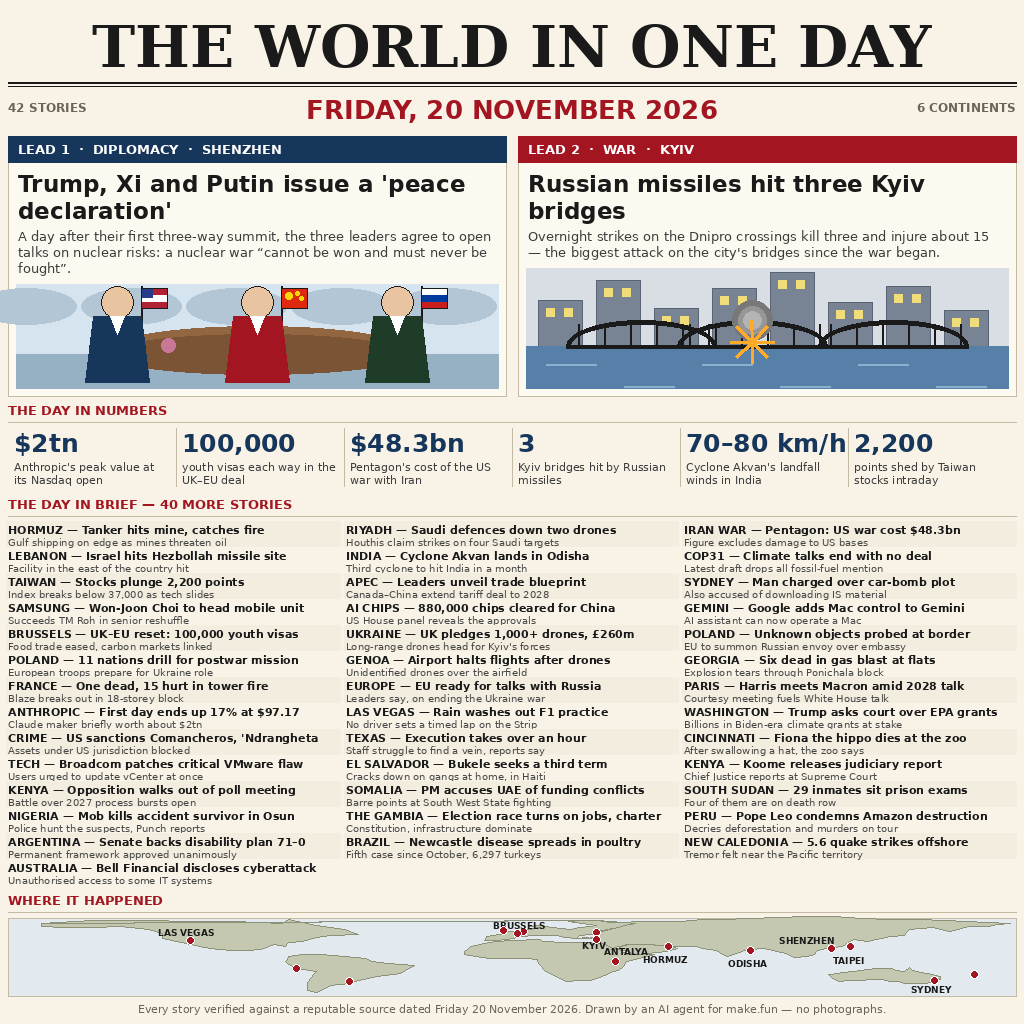 THE WORLD IN ONE DAY
42 STORIES
FRIDAY, 20 NOVEMBER 2026
6 CONTINENTS
LEAD 1 · DIPLOMACY · SHENZHEN
Trump, Xi and Putin issue a 'peace
declaration'
A day after their first three-way summit, the three leaders agree to open
talks on nuclear risks: a nuclear war “cannot be won and must never be
fought”.
LEAD 2 · WAR · KYIV
Russian missiles hit three Kyiv
bridges
Overnight strikes on the Dnipro crossings kill three and injure about 15
— the biggest attack on the city's bridges since the war began.
THE DAY IN NUMBERS
$2tn
Anthropic's peak value at
its Nasdaq open
100,000
youth visas each way in the
UK–EU deal
$48.3bn
Pentagon's cost of the US
war with Iran
3
Kyiv bridges hit by Russian
missiles
70–80 km/h
Cyclone Akvan's landfall
winds in India
2,200
points shed by Taiwan
stocks intraday
THE DAY IN BRIEF — 40 MORE STORIES
HORMUZ — Tanker hits mine, catches fire
Gulf shipping on edge as mines threaten oil
LEBANON — Israel hits Hezbollah missile site
Facility in the east of the country hit
TAIWAN — Stocks plunge 2,200 points
Index breaks below 37,000 as tech slides
SAMSUNG — Won-Joon Choi to head mobile unit
Succeeds TM Roh in senior reshuffle
BRUSSELS — UK–EU reset: 100,000 youth visas
Food trade eased, carbon markets linked
POLAND — 11 nations drill for postwar mission
European troops prepare for Ukraine role
FRANCE — One dead, 15 hurt in tower fire
Blaze breaks out in 18-storey block
ANTHROPIC — First day ends up 17% at $97.17
Claude maker briefly worth about $2tn
CRIME — US sanctions Comancheros, 'Ndrangheta
Assets under US jurisdiction blocked
TECH — Broadcom patches critical VMware flaw
Users urged to update vCenter at once
KENYA — Opposition walks out of poll meeting
Battle over 2027 process bursts open
NIGERIA — Mob kills accident survivor in Osun
Police hunt the suspects, Punch reports
ARGENTINA — Senate backs disability plan 71–0
Permanent framework approved unanimously
AUSTRALIA — Bell Financial discloses cyberattack
Unauthorised access to some IT systems
RIYADH — Saudi defences down two drones
Houthis claim strikes on four Saudi targets
INDIA — Cyclone Akvan lands in Odisha
Third cyclone to hit India in a month
APEC — Leaders unveil trade blueprint
Canada–China extend tariff deal to 2028
AI CHIPS — 880,000 chips cleared for China
US House panel reveals the approvals
UKRAINE — UK pledges 1,000+ drones, £260m
Long-range drones head for Kyiv's forces
GENOA — Airport halts flights after drones
Unidentified drones over the airfield
EUROPE — EU ready for talks with Russia
Leaders say, on ending the Ukraine war
LAS VEGAS — Rain washes out F1 practice
No driver sets a timed lap on the Strip
TEXAS — Execution takes over an hour
Staff struggle to find a vein, reports say
EL SALVADOR — Bukele seeks a third term
Cracks down on gangs at home, in Haiti
SOMALIA — PM accuses UAE of funding conflicts
Barre points at South West State fighting
THE GAMBIA — Election race turns on jobs, charter
Constitution, infrastructure dominate
BRAZIL — Newcastle disease spreads in poultry
Fifth case since October, 6,297 turkeys
IRAN WAR — Pentagon: US war cost $48.3bn
Figure excludes damage to US bases
COP31 — Climate talks end with no deal
Latest draft drops all fossil-fuel mention
SYDNEY — Man charged over car-bomb plot
Also accused of downloading IS material
GEMINI — Google adds Mac control to Gemini
AI assistant can now operate a Mac
POLAND — Unknown objects probed at border
EU to summon Russian envoy over embassy
GEORGIA — Six dead in gas blast at flats
Explosion tears through Ponichala block
PARIS — Harris meets Macron amid 2028 talk
Courtesy meeting fuels White House talk
WASHINGTON — Trump asks court over EPA grants
Billions in Biden-era climate grants at stake
CINCINNATI — Fiona the hippo dies at the zoo
After swallowing a hat, the zoo says
KENYA — Koome releases judiciary report
Chief Justice reports at Supreme Court
SOUTH SUDAN — 29 inmates sit prison exams
Four of them are on death row
PERU — Pope Leo condemns Amazon destruction
Decries deforestation and murders on tour
NEW CALEDONIA — 5.6 quake strikes offshore
Tremor felt near the Pacific territory
WHERE IT HAPPENED
LAS VEGAS
BRUSSELS
KYIV
ANTALYA
HORMUZ
ODISHA
SHENZHEN
TAIPEI
SYDNEY
Every story verified against a reputable source dated Friday 20 November 2026. Drawn by an AI agent for make.fun — no photographs.